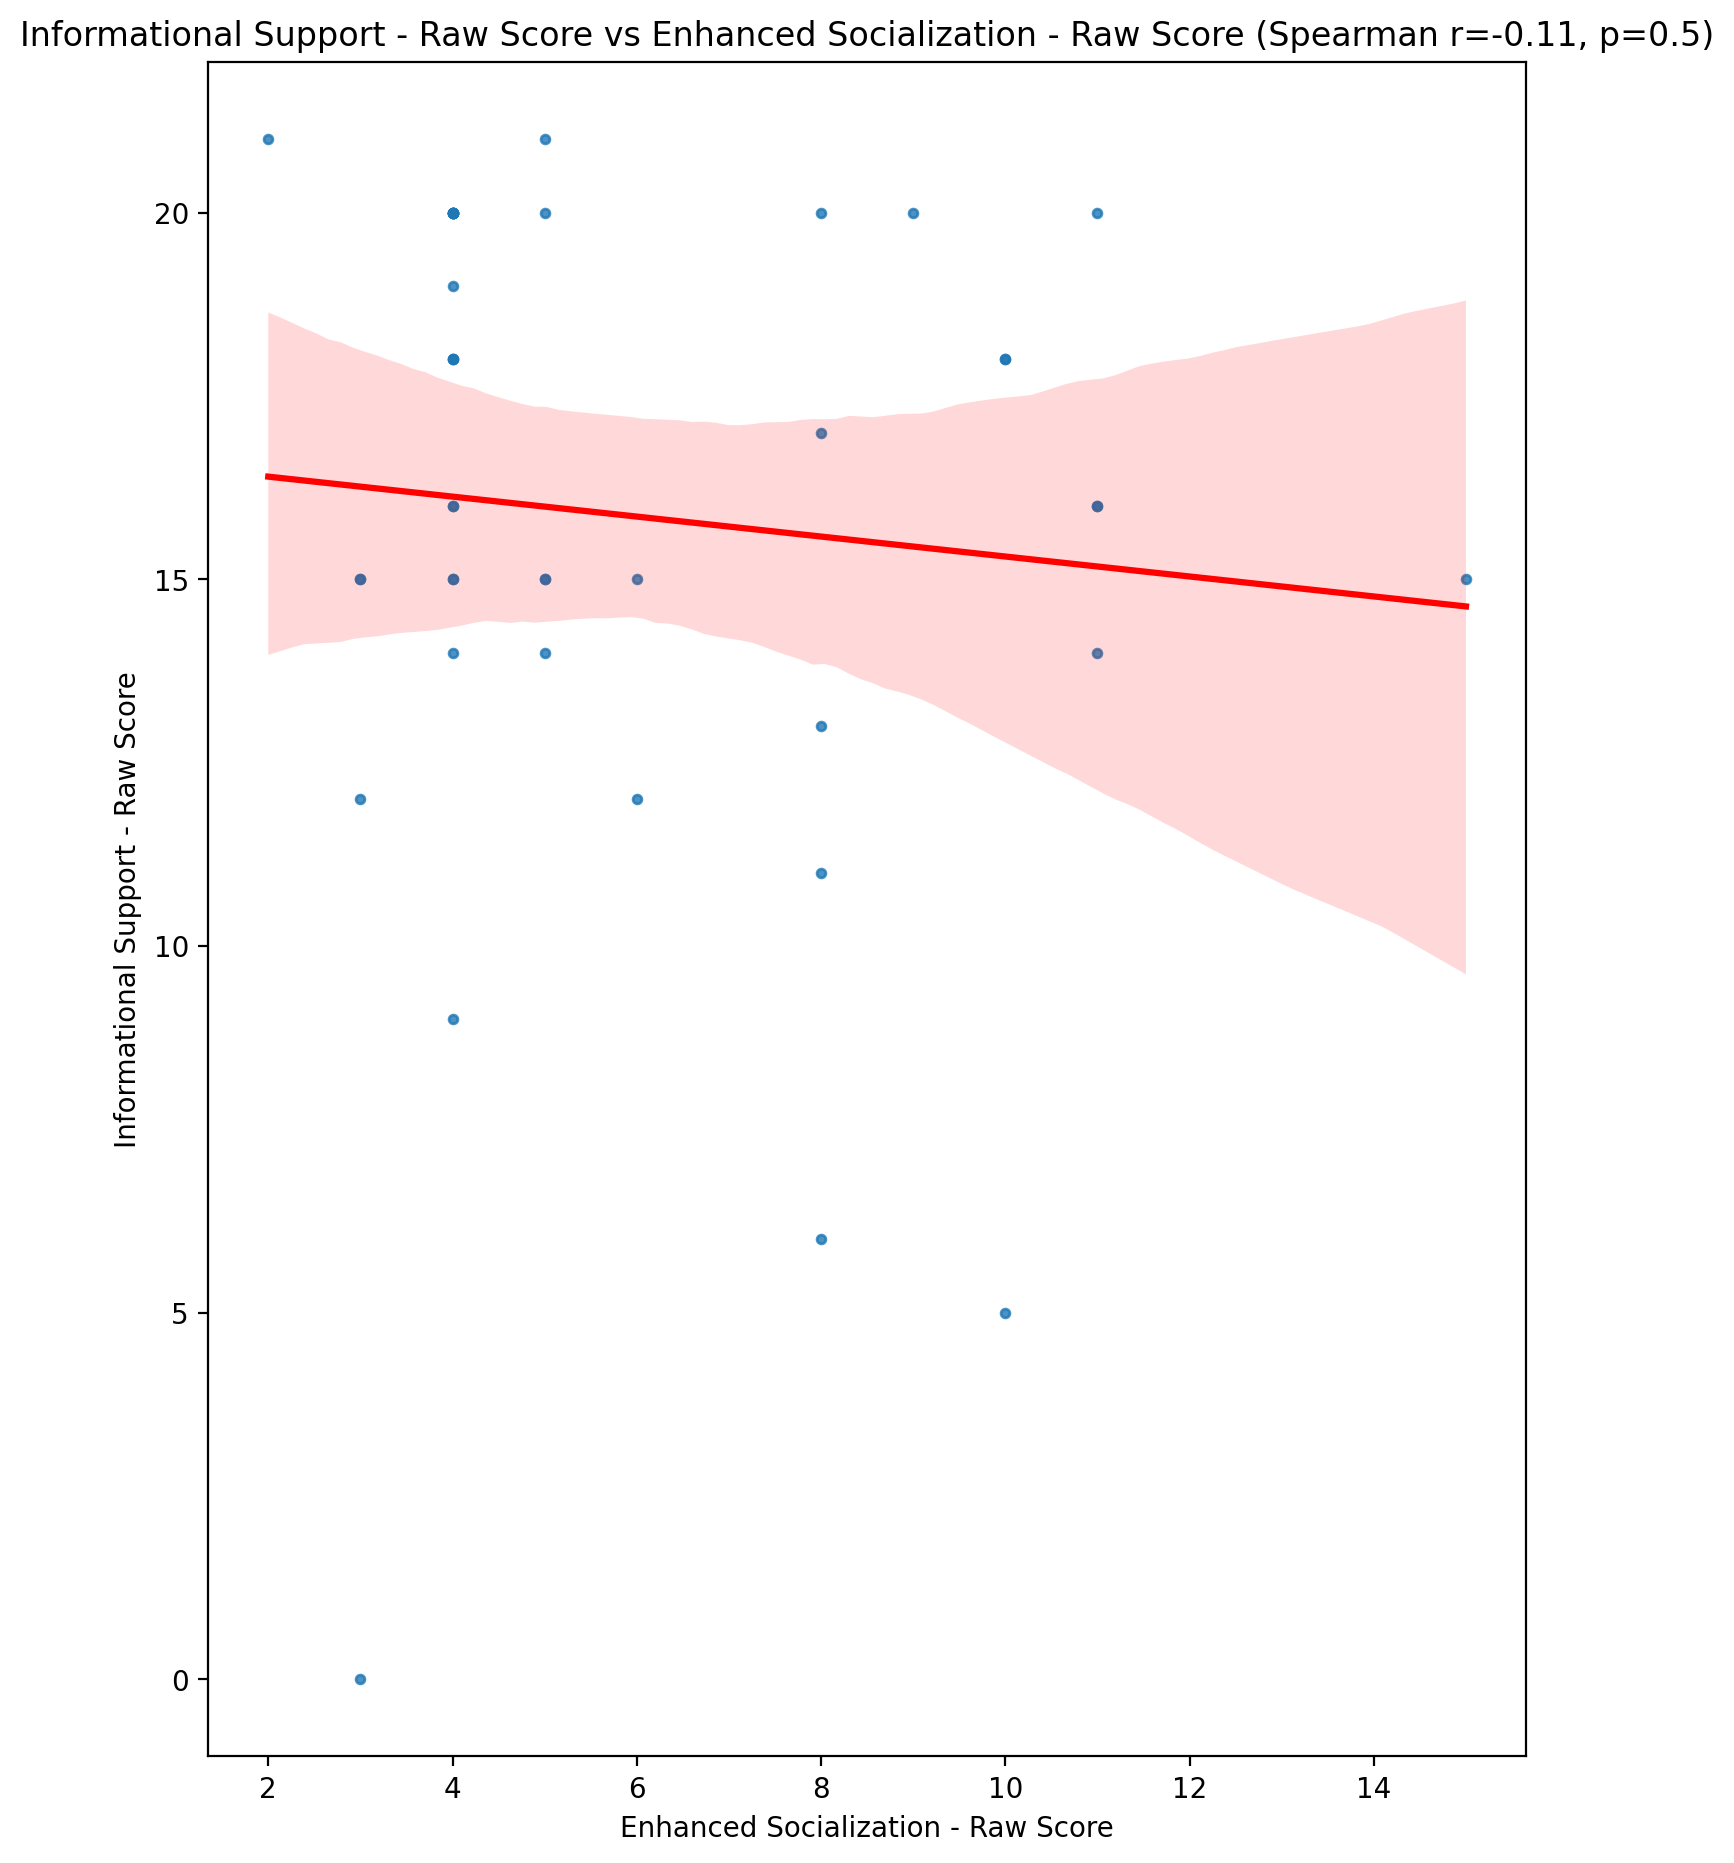 Informational Support - Raw Score vs Enhanced Socialization - Raw Score (Spearman r=-0.11, p=0.5)
20
15
10
5
0
Informational Support - Raw Score
2 4 6 8 10 12 14
Enhanced Socialization - Raw Score